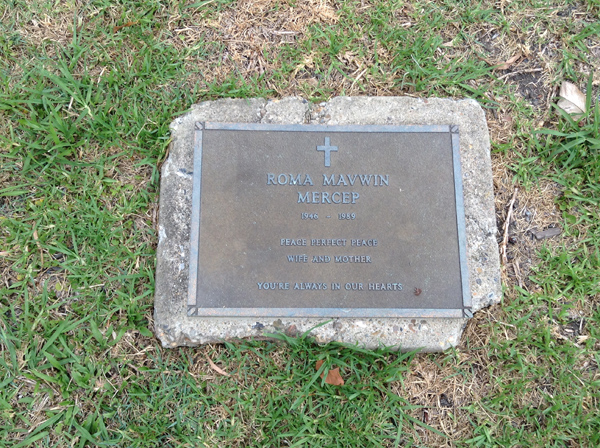 ROMA MAVWIN
MERCEP
1946 - 1989
PEACE PERFECT PEACE
WIFE AND MOTHER
YOU'RE ALWAYS IN OUR HEARTS